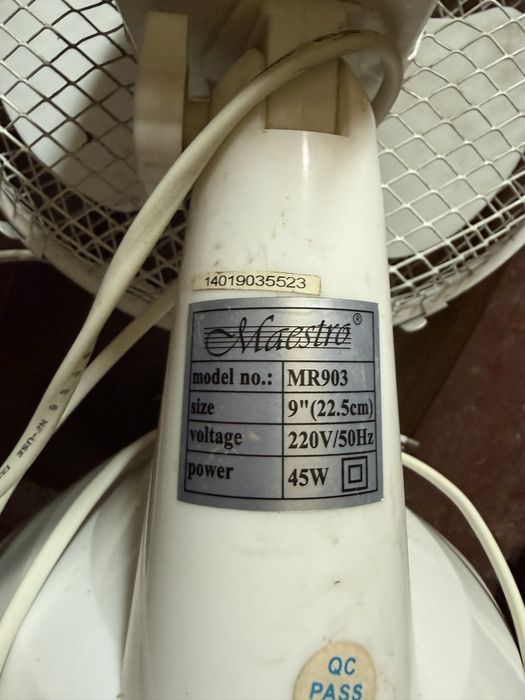 14019035523
Maestro®
model no.: MR903
size 9"(22.5cm)
voltage 220V/50Hz
power 45W
QC
PASS